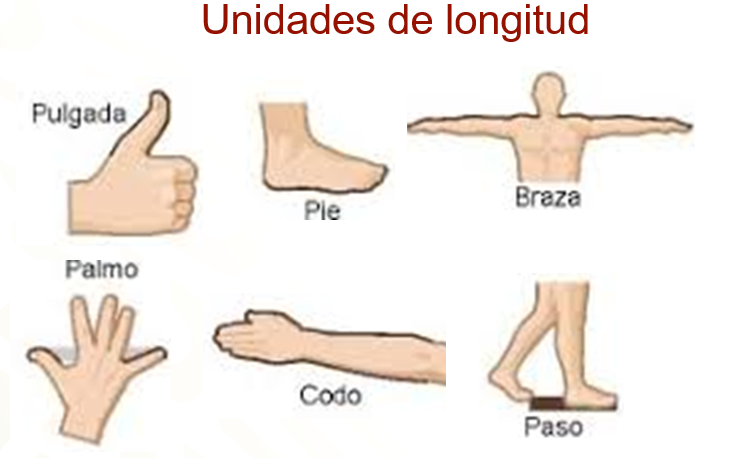 Unidades de longitud
Pulgada
Pie
Braza
Palmo
Codo
Paso